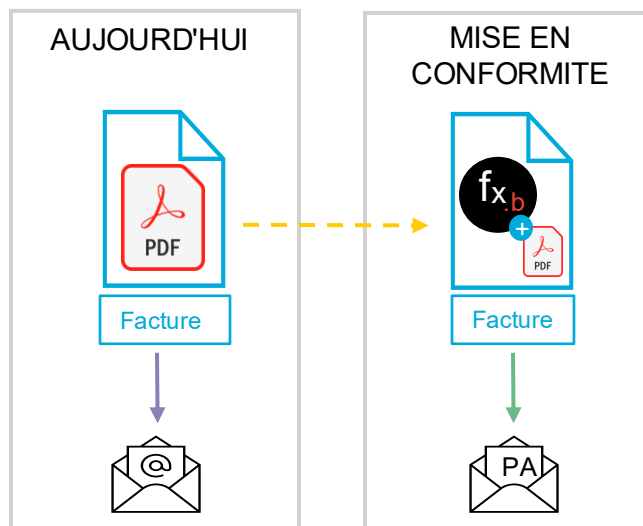 AUJOURD'HUI
PDF
Facture
@
MISE EN
CONFORMITE
fx.b
+
PDF
Facture
PA